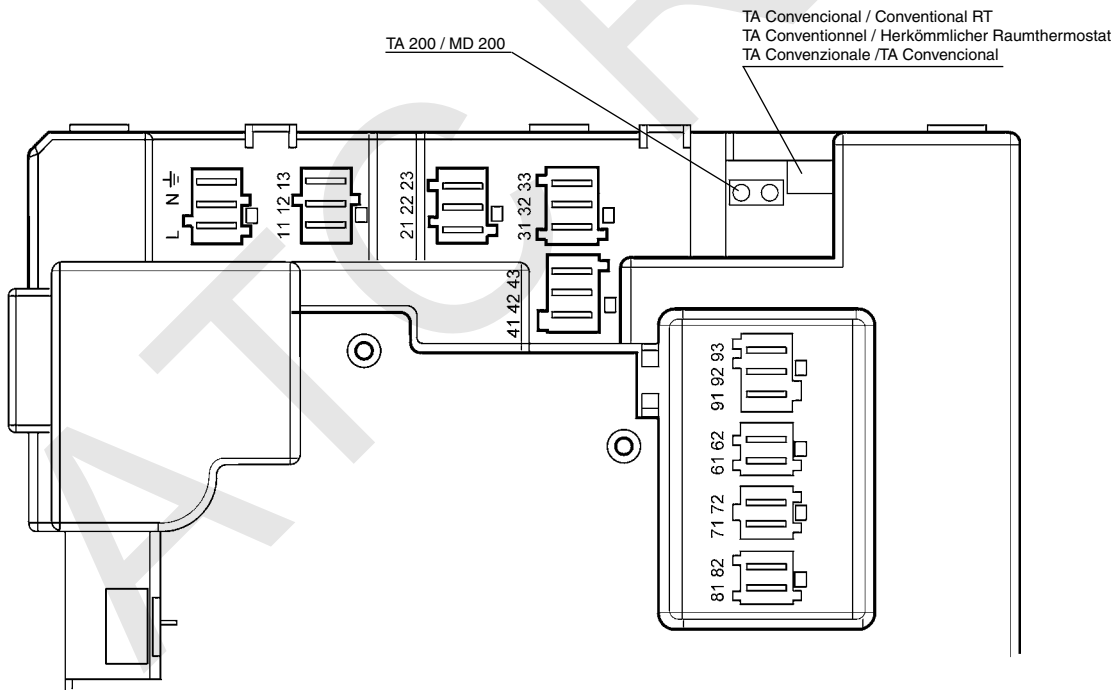 TA Convencional / Conventional RT
TA Conventionnel / Herkömmlicher Raumthermostat
TA Convenzionale /TA Convencional
TA 200 / MD 200
L N
11 12 13
21 22 23
31 32 33
41 42 43
91 92 93
61 62
71 72
81 82
ATC